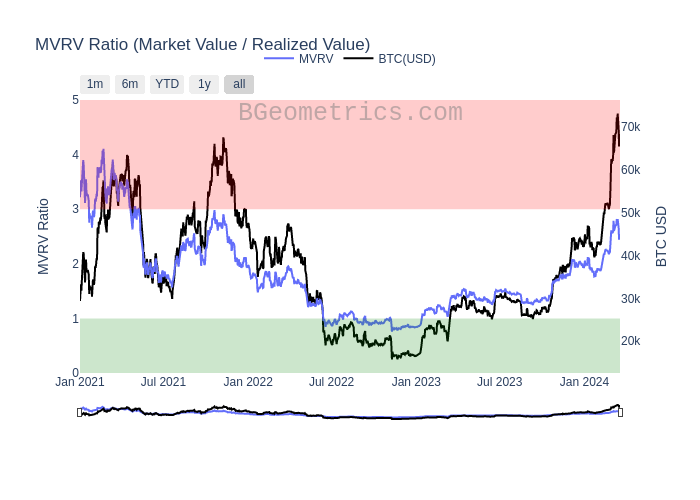 MVRV Ratio (Market Value / Realized Value)
MVRV BTC(USD)
1m 6m YTD 1y all
BGeometrics.com
5
4
3
2
1
0
MVRV Ratio
70k
60k
50k
40k
30k
20k
BTC USD
Jan 2021 Jul 2021 Jan 2022 Jul 2022 Jan 2023 Jul 2023 Jan 2024